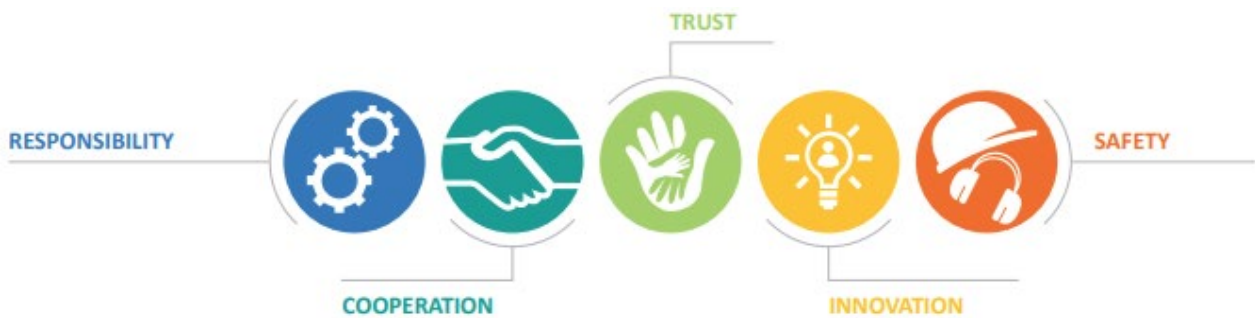 TRUST
RESPONSIBILITY
SAFETY
COOPERATION
INNOVATION